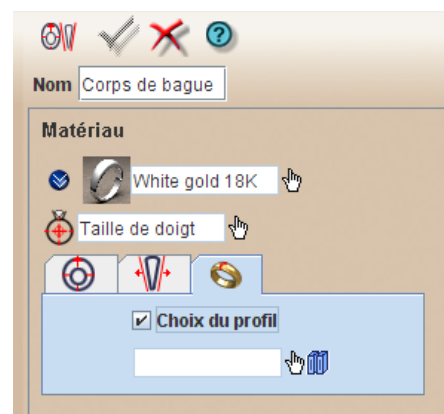 Nom Corps de bague
Matériau
White gold 18K
Taille de doigt
Choix du profil